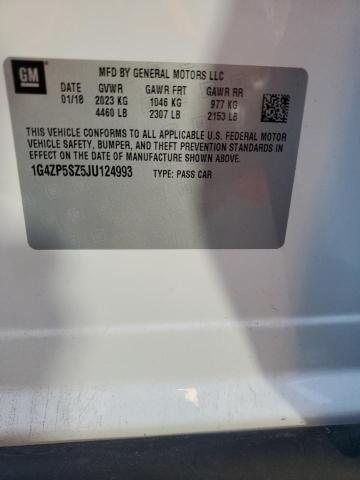 GM
MFD BY GENERAL MOTORS LLC
DATE GVWR GAWR FRT GAWR RR
01/18 2023 KG 1046 KG 977 KG
4460 LB 2307 LB 2153 LB
THIS VEHICLE CONFORMS TO ALL APPLICABLE U.S. FEDERAL MOTOR
VEHICLE SAFETY, BUMPER, AND THEFT PREVENTION STANDARDS IN
EFFECT ON THE DATE OF MANUFACTURE SHOWN ABOVE.
1G4ZP5SZ5JU124993 TYPE: PASS CAR